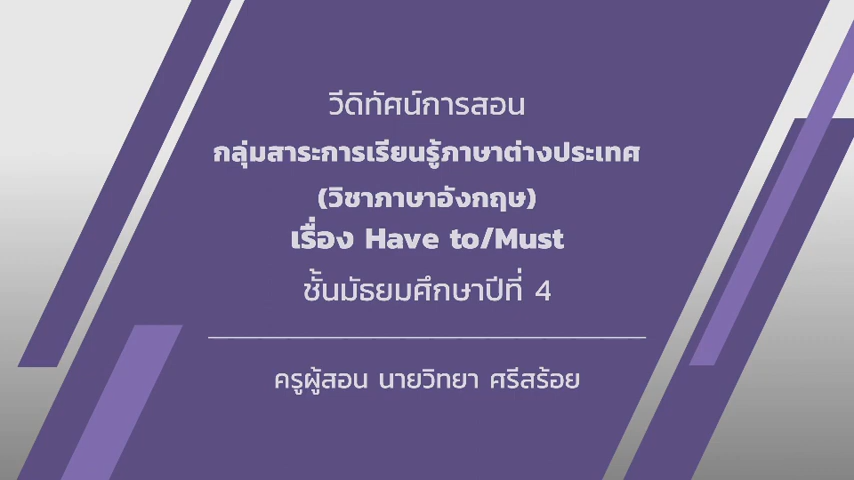 วีดิทัศน์การสอน
กลุ่มสาระการเรียนรู้ภาษาต่างประเทศ
(วิชาภาษาอังกฤษ)
เรื่อง Have to/Must
ชั้นมัธยมศึกษาปีที่ 4
ครูผู้สอน นายวิทยา ศรีสร้อย